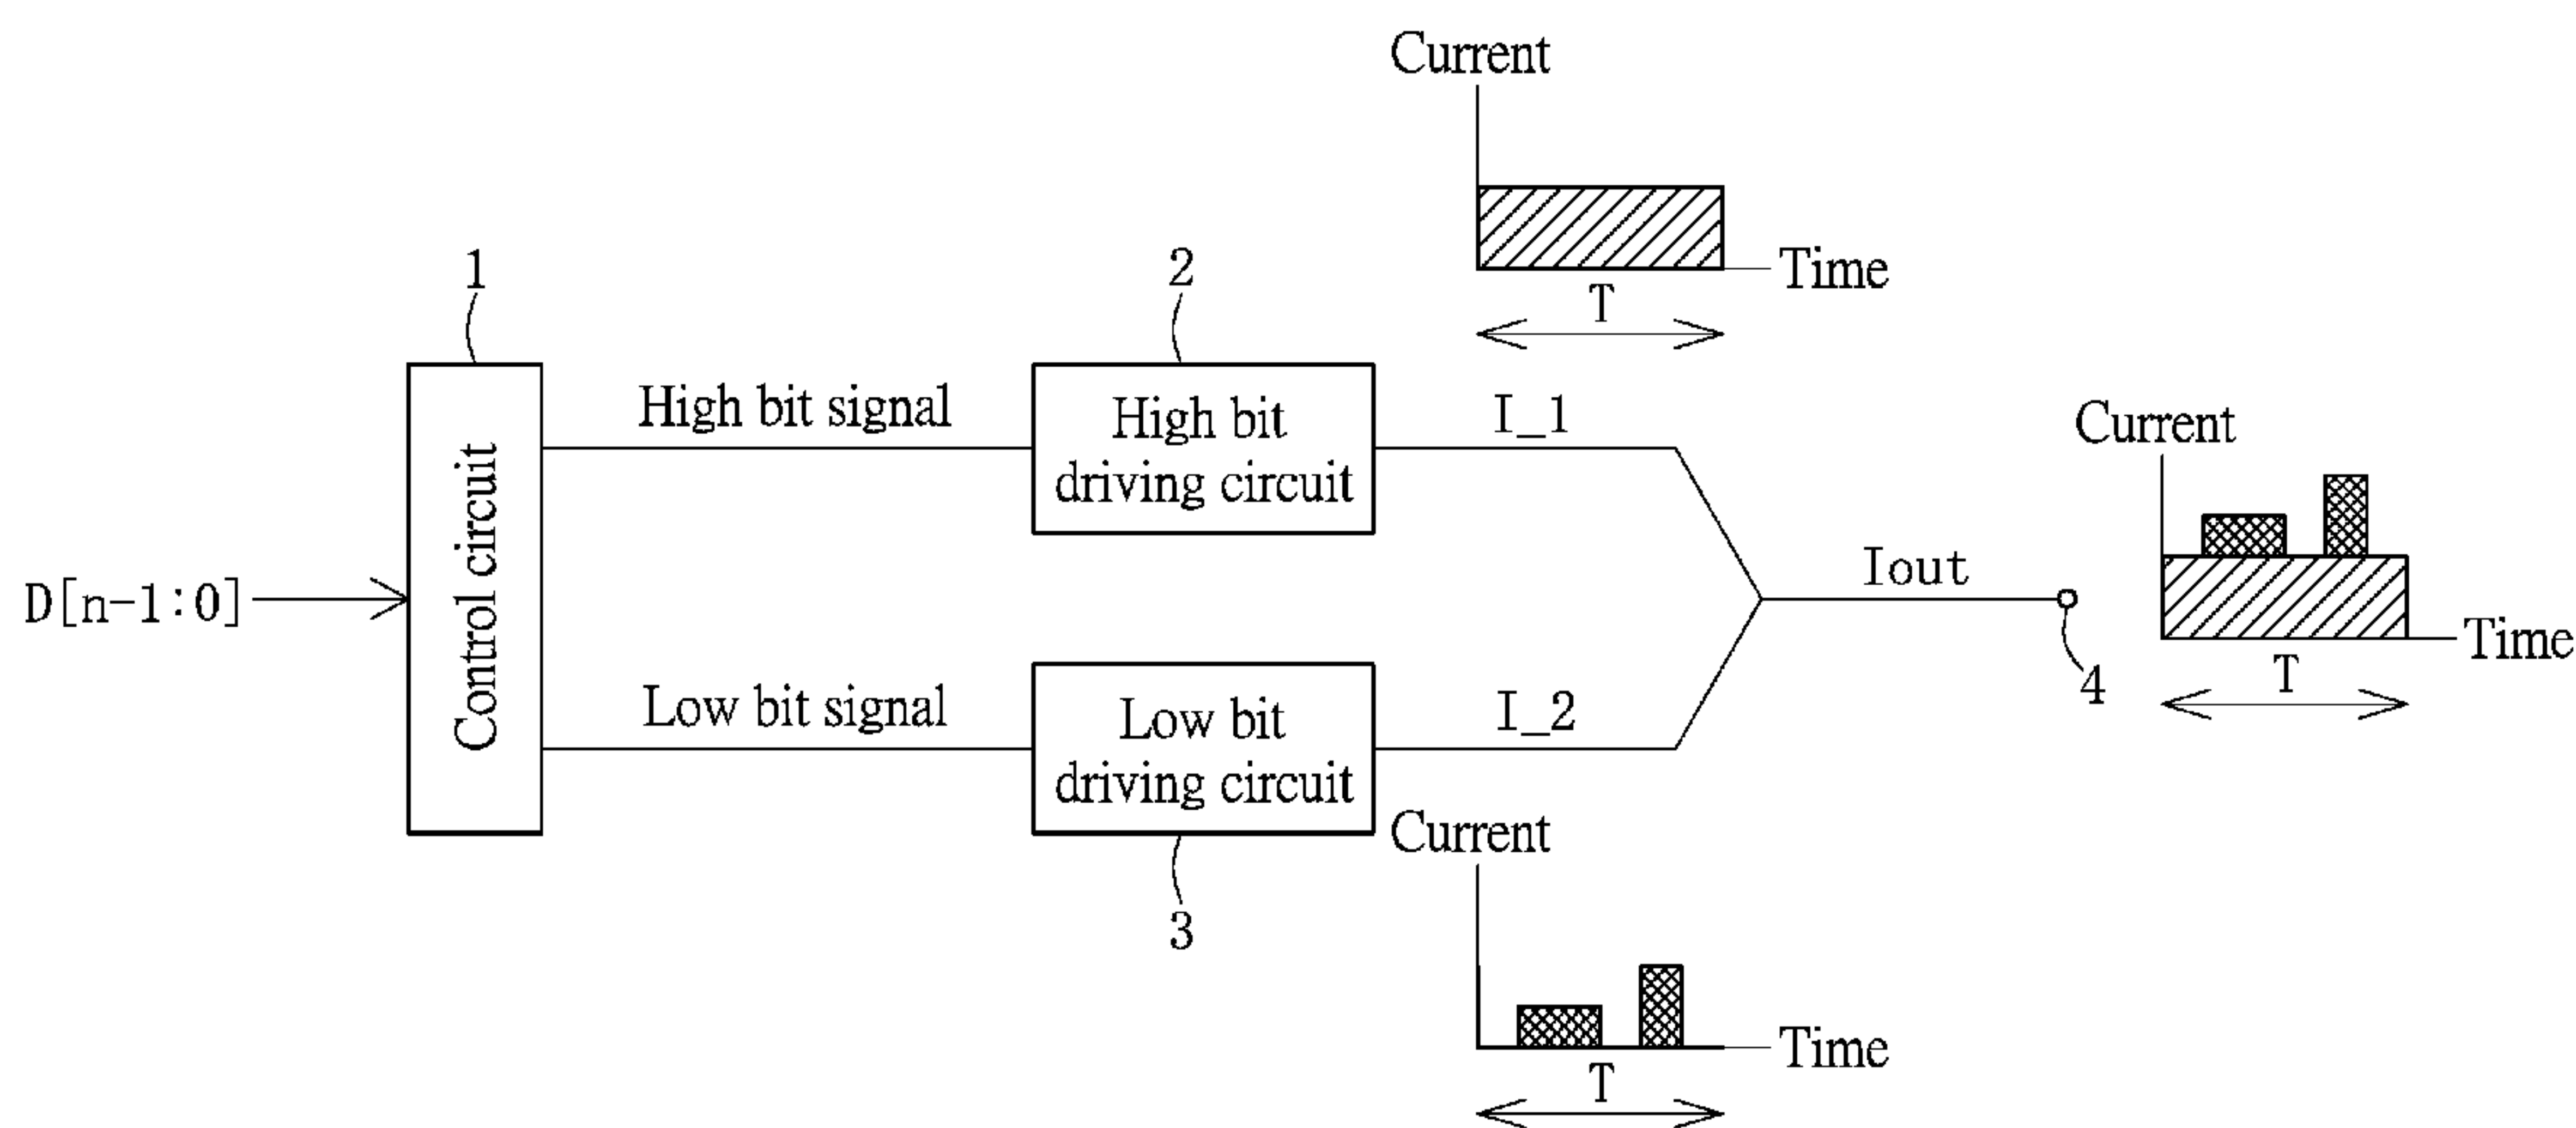 Current
Time
T
1
2
High bit signal
High bit
driving circuit
I_1
Control circuit
D[n-1:0]
Iout
4
Current
Time
T
Low bit signal
Low bit
driving circuit
I_2
3
Current
Time
T